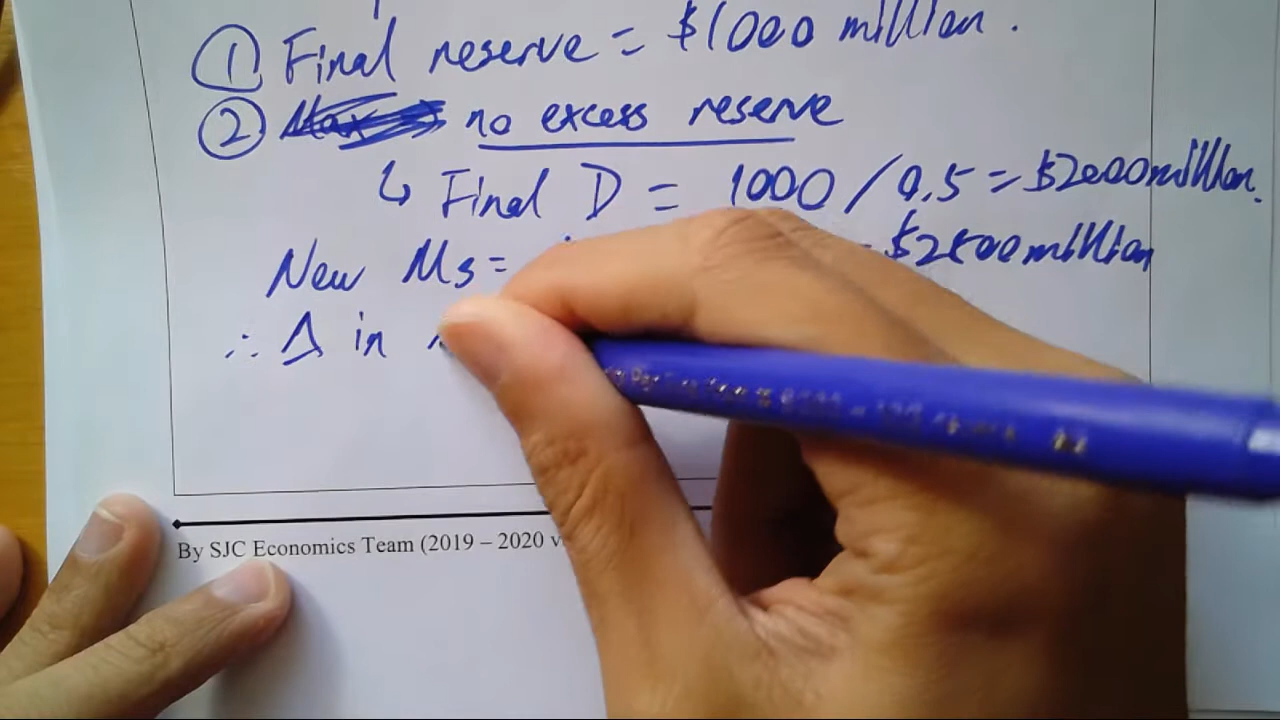 ① Final reserve = $1000 million.
② no excess reserve
↳ Final D = 1000 / 0.5 = $2000 million.
New Ms = $2500 million
∴ Δ in
By SJC Economics Team (2019 – 2020 v